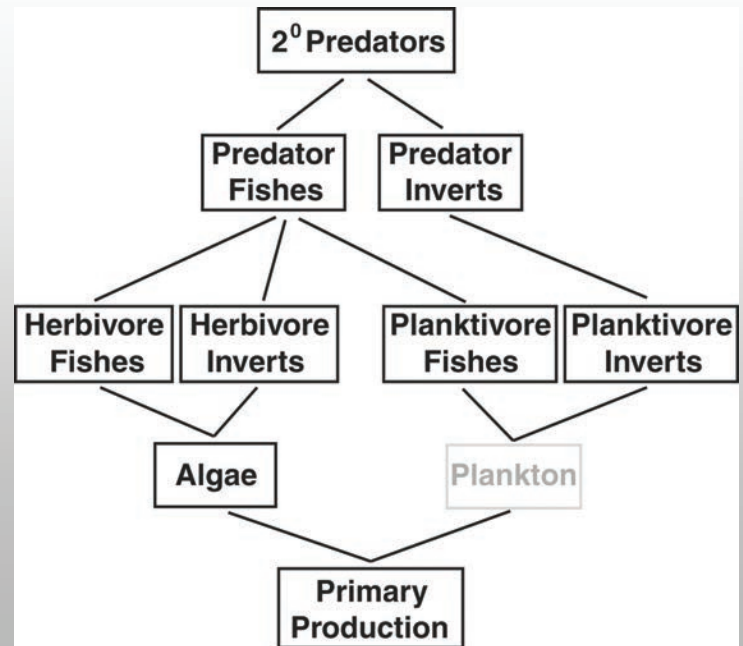 2⁰ Predators
Predator
Fishes
Predator
Inverts
Herbivore
Fishes
Herbivore
Inverts
Planktivore
Fishes
Planktivore
Inverts
Algae
Plankton
Primary
Production